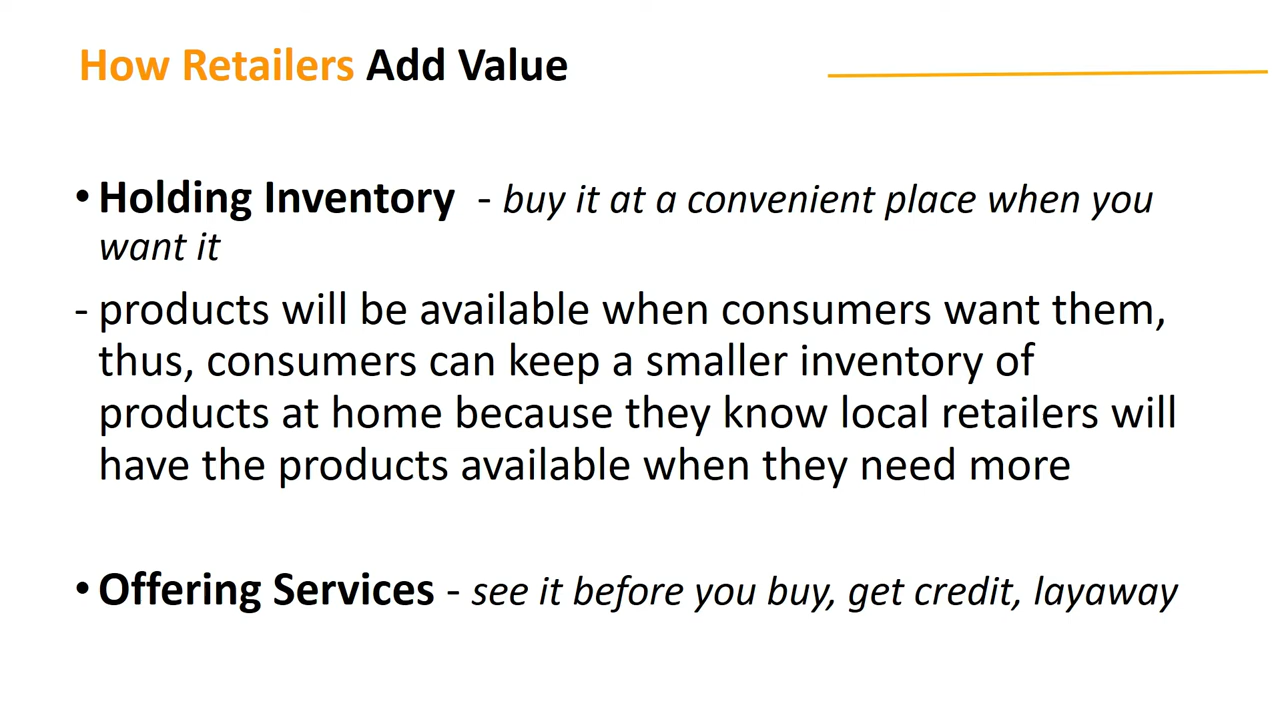 How Retailers Add Value
• Holding Inventory - buy it at a convenient place when you
want it
- products will be available when consumers want them,
thus, consumers can keep a smaller inventory of
products at home because they know local retailers will
have the products available when they need more
• Offering Services - see it before you buy, get credit, layaway